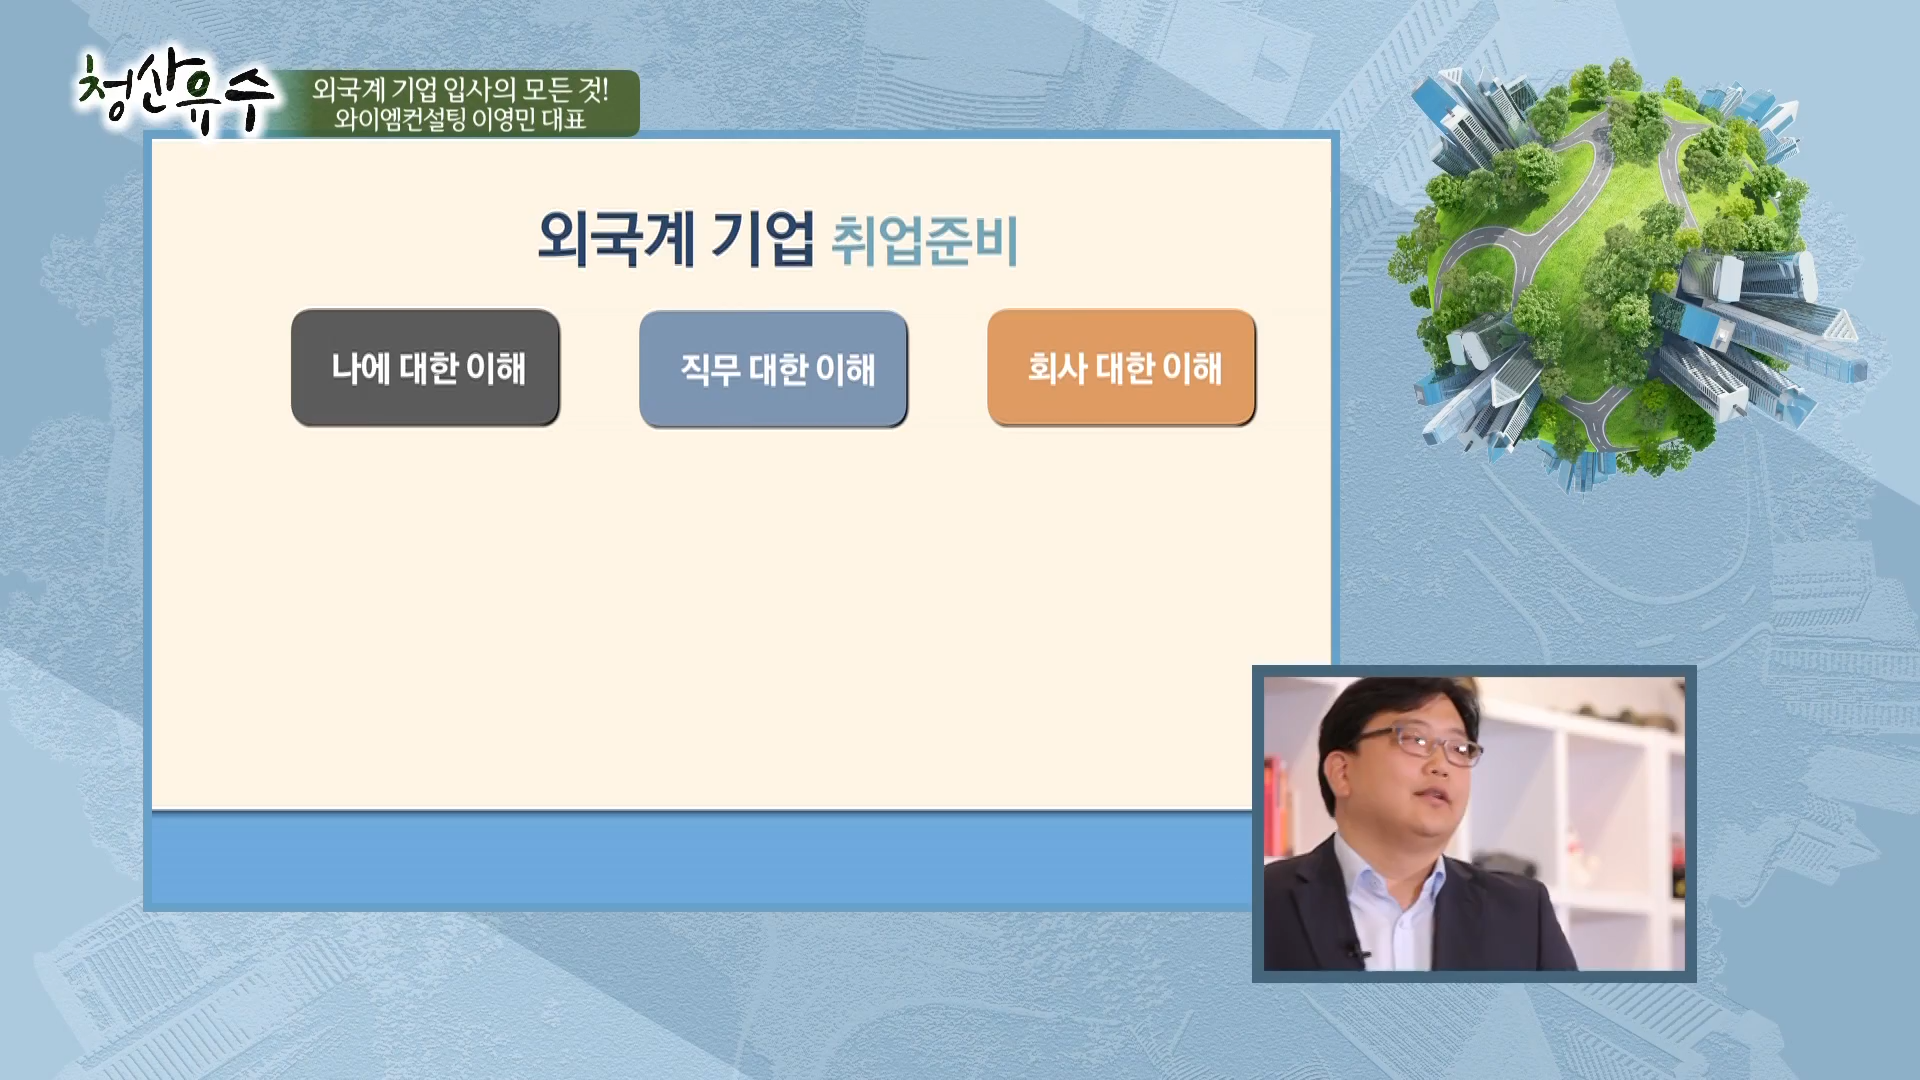 청산유수
외국계 기업 입사의 모든 것!
와이엠컨설팅 이영민 대표
외국계 기업 취업준비
나에 대한 이해
직무 대한 이해
회사 대한 이해